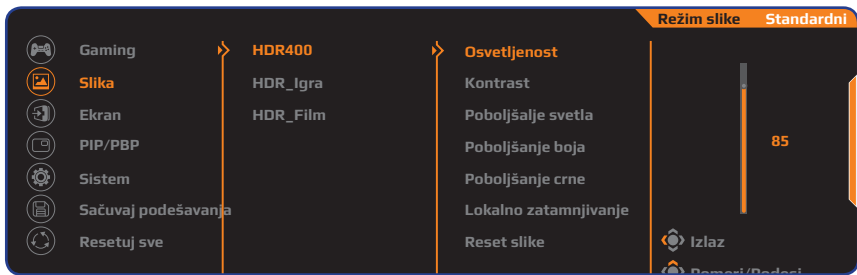 Režim slike Standardni
Gaming HDR400 Osvetljenost
Slika HDR_Igra Kontrast
Ekran HDR_Film Poboljšalje svetla
PIP/PBP Poboljšanje boja 85
Sistem Poboljšanje crne
Sačuvaj podešavanja Lokalno zatamnjivanje
Resetuj sve Reset slike Izlaz